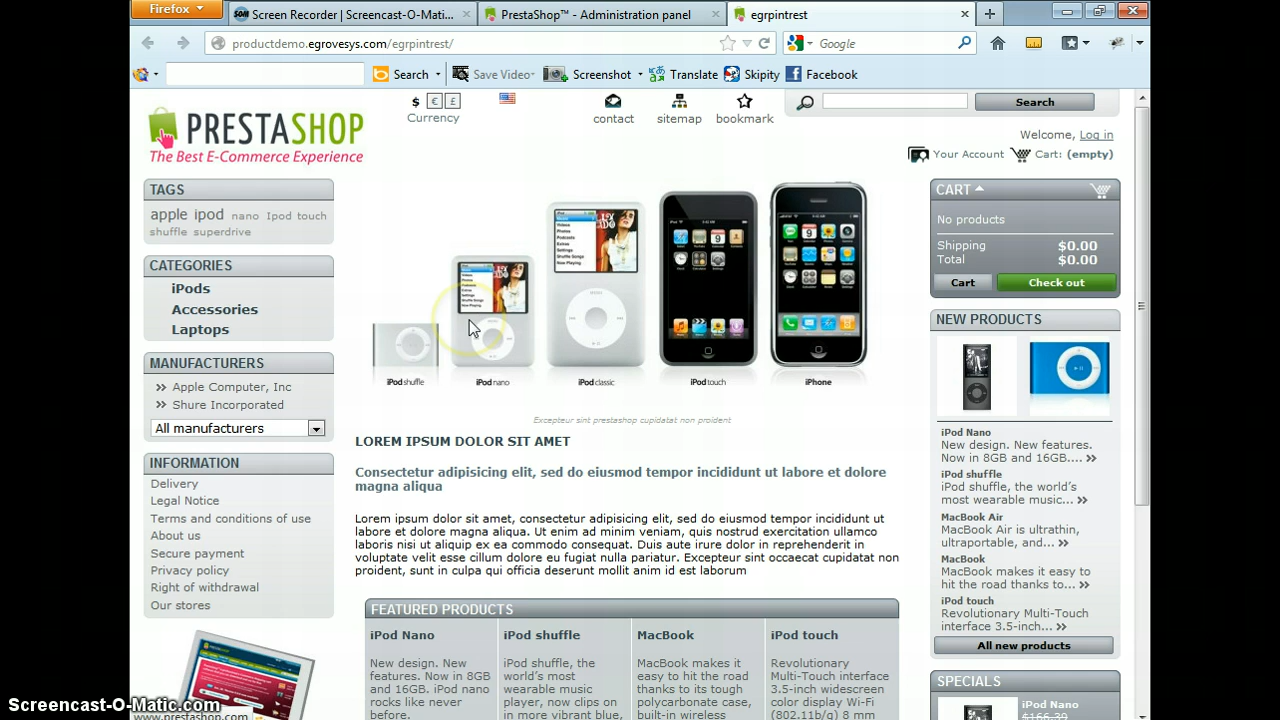 Firefox
Screen Recorder | Screencast-O-Mati...
PrestaShop™ - Administration panel
egrpintrest
productdemo.egrovesys.com/egrpintrest/
Google
Search
Save Video
Screenshot
Translate
Skipity
Facebook
PRESTASHOP
The Best E-Commerce Experience
$ € £
Currency
contact
sitemap
bookmark
Search
Welcome, Log in
Your Account
Cart: (empty)
TAGS
apple ipod nano Ipod touch
shuffle superdrive
CATEGORIES
iPods
Accessories
Laptops
MANUFACTURERS
Apple Computer, Inc
Shure Incorporated
All manufacturers
INFORMATION
Delivery
Legal Notice
Terms and conditions of use
About us
Secure payment
Privacy policy
Right of withdrawal
Our stores
iPod shuffle
iPod nano
iPod classic
iPod touch
iPhone
Excepteur sint prestashop cupidatat non proident
LOREM IPSUM DOLOR SIT AMET
Consectetur adipisicing elit, sed do eiusmod tempor incididunt ut labore et dolore
magna aliqua
Lorem ipsum dolor sit amet, consectetur adipisicing elit, sed do eiusmod tempor incididunt ut
labore et dolore magna aliqua. Ut enim ad minim veniam, quis nostrud exercitation ullamco
laboris nisi ut aliquip ex ea commodo consequat. Duis aute irure dolor in reprehenderit in
voluptate velit esse cillum dolore eu fugiat nulla pariatur. Excepteur sint occaecat cupidatat non
proident, sunt in culpa qui officia deserunt mollit anim id est laborum
FEATURED PRODUCTS
iPod Nano
New design. New
features. Now in 8GB
and 16GB. iPod nano
rocks like never
before.
iPod shuffle
iPod shuffle, the
world's most
wearable music
player, now clips on
in more vibrant blue,
MacBook
MacBook makes it
easy to hit the road
thanks to its tough
polycarbonate case,
built-in wireless
iPod touch
Revolutionary
Multi-Touch interface
3.5-inch widescreen
color display Wi-Fi
(802.11b/g) 8 mm
CART
No products
Shipping $0.00
Total $0.00
Cart
Check out
NEW PRODUCTS
iPod Nano
New design. New features.
Now in 8GB and 16GB....
iPod shuffle
iPod shuffle, the world's
most wearable music...
MacBook Air
MacBook Air is ultrathin,
ultraportable, and...
MacBook
MacBook makes it easy to
hit the road thanks to...
iPod touch
Revolutionary Multi-Touch
interface 3.5-inch...
All new products
SPECIALS
iPod Nano
Screencast-O-Matic.com
www.prestashop.com